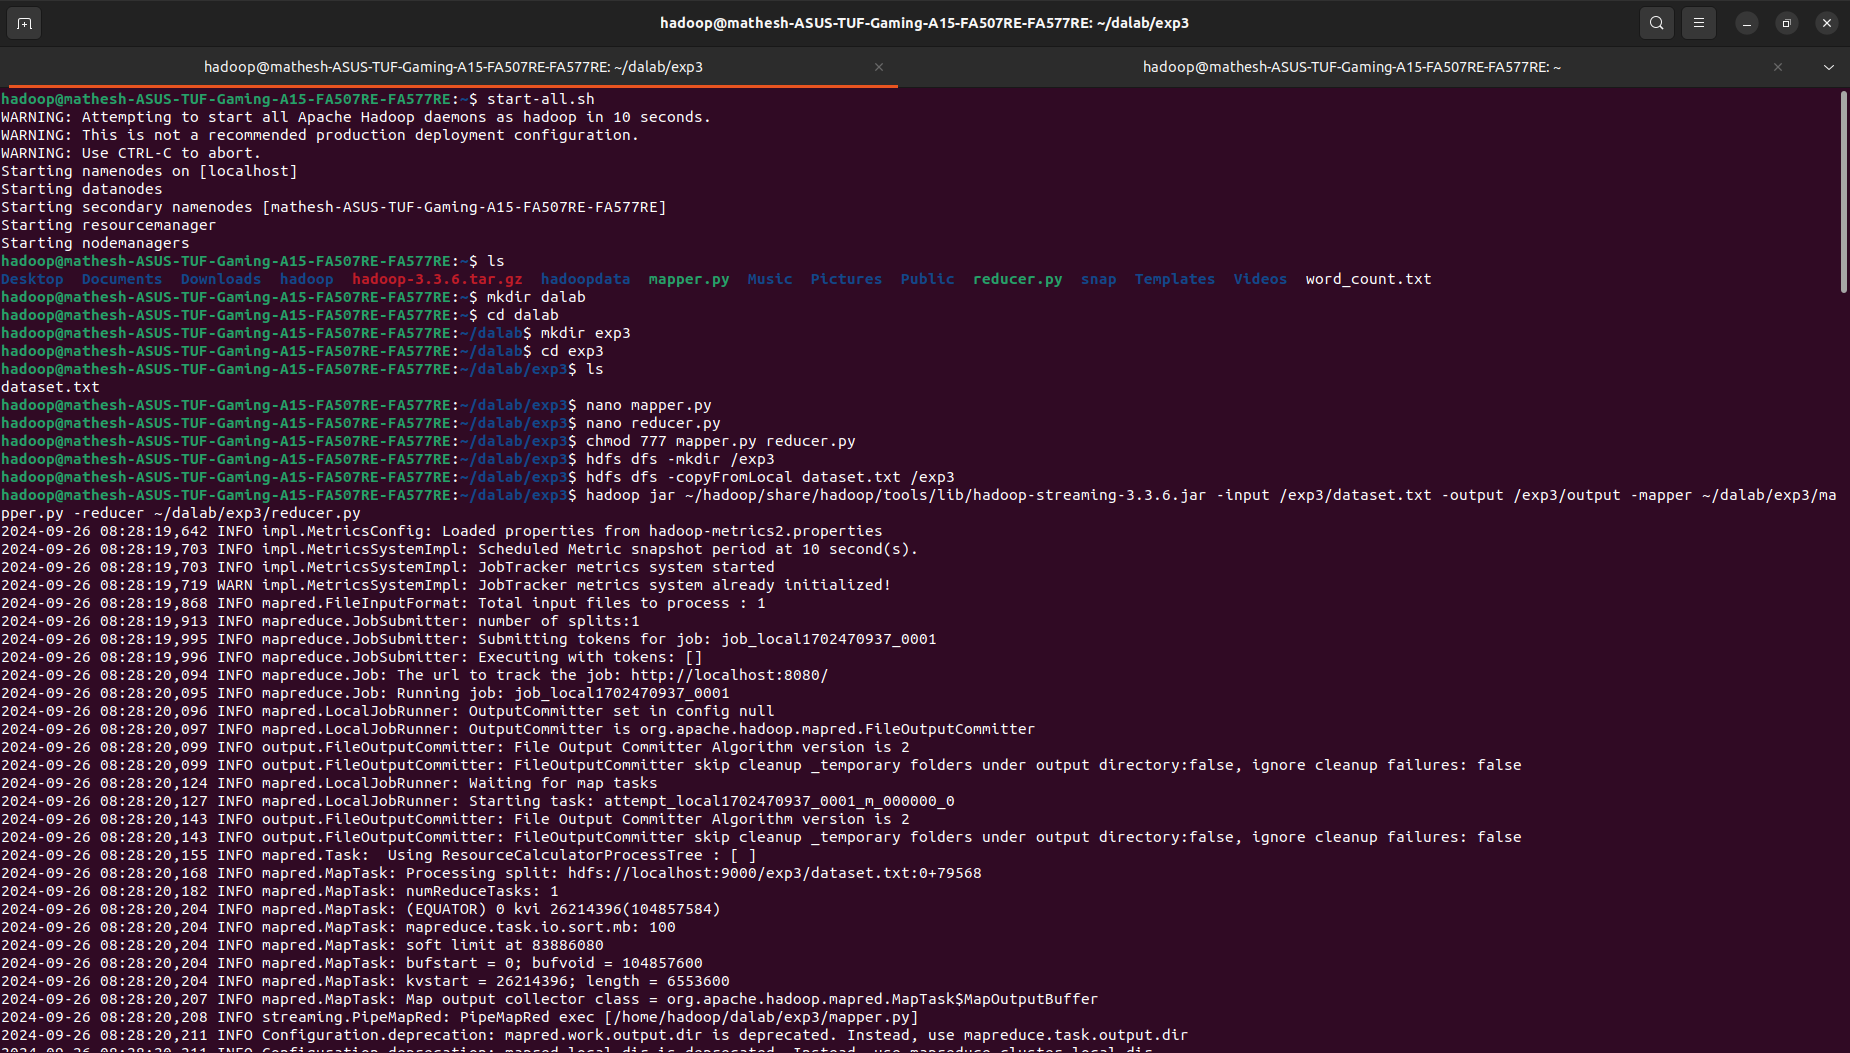 hadoop@mathesh-ASUS-TUF-Gaming-A15-FA507RE-FA577RE: ~/dalab/exp3
hadoop@mathesh-ASUS-TUF-Gaming-A15-FA507RE-FA577RE: ~/dalab/exp3
hadoop@mathesh-ASUS-TUF-Gaming-A15-FA507RE-FA577RE: ~
hadoop@mathesh-ASUS-TUF-Gaming-A15-FA507RE-FA577RE:~$ start-all.sh
WARNING: Attempting to start all Apache Hadoop daemons as hadoop in 10 seconds.
WARNING: This is not a recommended production deployment configuration.
WARNING: Use CTRL-C to abort.
Starting namenodes on [localhost]
Starting datanodes
Starting secondary namenodes [mathesh-ASUS-TUF-Gaming-A15-FA507RE-FA577RE]
Starting resourcemanager
Starting nodemanagers
hadoop@mathesh-ASUS-TUF-Gaming-A15-FA507RE-FA577RE:~$ ls
Desktop  Documents  Downloads  hadoop  hadoop-3.3.6.tar.gz  hadoopdata  mapper.py  Music  Pictures  Public  reducer.py  snap  Templates  Videos  word_count.txt
hadoop@mathesh-ASUS-TUF-Gaming-A15-FA507RE-FA577RE:~$ mkdir dalab
hadoop@mathesh-ASUS-TUF-Gaming-A15-FA507RE-FA577RE:~$ cd dalab
hadoop@mathesh-ASUS-TUF-Gaming-A15-FA507RE-FA577RE:~/dalab$ mkdir exp3
hadoop@mathesh-ASUS-TUF-Gaming-A15-FA507RE-FA577RE:~/dalab$ cd exp3
hadoop@mathesh-ASUS-TUF-Gaming-A15-FA507RE-FA577RE:~/dalab/exp3$ ls
dataset.txt
hadoop@mathesh-ASUS-TUF-Gaming-A15-FA507RE-FA577RE:~/dalab/exp3$ nano mapper.py
hadoop@mathesh-ASUS-TUF-Gaming-A15-FA507RE-FA577RE:~/dalab/exp3$ nano reducer.py
hadoop@mathesh-ASUS-TUF-Gaming-A15-FA507RE-FA577RE:~/dalab/exp3$ chmod 777 mapper.py reducer.py
hadoop@mathesh-ASUS-TUF-Gaming-A15-FA507RE-FA577RE:~/dalab/exp3$ hdfs dfs -mkdir /exp3
hadoop@mathesh-ASUS-TUF-Gaming-A15-FA507RE-FA577RE:~/dalab/exp3$ hdfs dfs -copyFromLocal dataset.txt /exp3
hadoop@mathesh-ASUS-TUF-Gaming-A15-FA507RE-FA577RE:~/dalab/exp3$ hadoop jar ~/hadoop/share/hadoop/tools/lib/hadoop-streaming-3.3.6.jar -input /exp3/dataset.txt -output /exp3/output -mapper ~/dalab/exp3/ma
pper.py -reducer ~/dalab/exp3/reducer.py
2024-09-26 08:28:19,642 INFO impl.MetricsConfig: Loaded properties from hadoop-metrics2.properties
2024-09-26 08:28:19,703 INFO impl.MetricsSystemImpl: Scheduled Metric snapshot period at 10 second(s).
2024-09-26 08:28:19,703 INFO impl.MetricsSystemImpl: JobTracker metrics system started
2024-09-26 08:28:19,719 WARN impl.MetricsSystemImpl: JobTracker metrics system already initialized!
2024-09-26 08:28:19,868 INFO mapred.FileInputFormat: Total input files to process : 1
2024-09-26 08:28:19,913 INFO mapreduce.JobSubmitter: number of splits:1
2024-09-26 08:28:19,995 INFO mapreduce.JobSubmitter: Submitting tokens for job: job_local1702470937_0001
2024-09-26 08:28:19,996 INFO mapreduce.JobSubmitter: Executing with tokens: []
2024-09-26 08:28:20,094 INFO mapreduce.Job: The url to track the job: http://localhost:8080/
2024-09-26 08:28:20,095 INFO mapreduce.Job: Running job: job_local1702470937_0001
2024-09-26 08:28:20,096 INFO mapred.LocalJobRunner: OutputCommitter set in config null
2024-09-26 08:28:20,097 INFO mapred.LocalJobRunner: OutputCommitter is org.apache.hadoop.mapred.FileOutputCommitter
2024-09-26 08:28:20,099 INFO output.FileOutputCommitter: File Output Committer Algorithm version is 2
2024-09-26 08:28:20,099 INFO output.FileOutputCommitter: FileOutputCommitter skip cleanup _temporary folders under output directory:false, ignore cleanup failures: false
2024-09-26 08:28:20,124 INFO mapred.LocalJobRunner: Waiting for map tasks
2024-09-26 08:28:20,127 INFO mapred.LocalJobRunner: Starting task: attempt_local1702470937_0001_m_000000_0
2024-09-26 08:28:20,143 INFO output.FileOutputCommitter: File Output Committer Algorithm version is 2
2024-09-26 08:28:20,143 INFO output.FileOutputCommitter: FileOutputCommitter skip cleanup _temporary folders under output directory:false, ignore cleanup failures: false
2024-09-26 08:28:20,155 INFO mapred.Task:  Using ResourceCalculatorProcessTree : [ ]
2024-09-26 08:28:20,168 INFO mapred.MapTask: Processing split: hdfs://localhost:9000/exp3/dataset.txt:0+79568
2024-09-26 08:28:20,182 INFO mapred.MapTask: numReduceTasks: 1
2024-09-26 08:28:20,204 INFO mapred.MapTask: (EQUATOR) 0 kvi 26214396(104857584)
2024-09-26 08:28:20,204 INFO mapred.MapTask: mapreduce.task.io.sort.mb: 100
2024-09-26 08:28:20,204 INFO mapred.MapTask: soft limit at 83886080
2024-09-26 08:28:20,204 INFO mapred.MapTask: bufstart = 0; bufvoid = 104857600
2024-09-26 08:28:20,204 INFO mapred.MapTask: kvstart = 26214396; length = 6553600
2024-09-26 08:28:20,207 INFO mapred.MapTask: Map output collector class = org.apache.hadoop.mapred.MapTask$MapOutputBuffer
2024-09-26 08:28:20,208 INFO streaming.PipeMapRed: PipeMapRed exec [/home/hadoop/dalab/exp3/mapper.py]
2024-09-26 08:28:20,211 INFO Configuration.deprecation: mapred.work.output.dir is deprecated. Instead, use mapreduce.task.output.dir
2024-09-26 08:28:20,211 INFO Configuration.deprecation: mapred.local.dir is deprecated. Instead, use mapreduce.cluster.local.dir